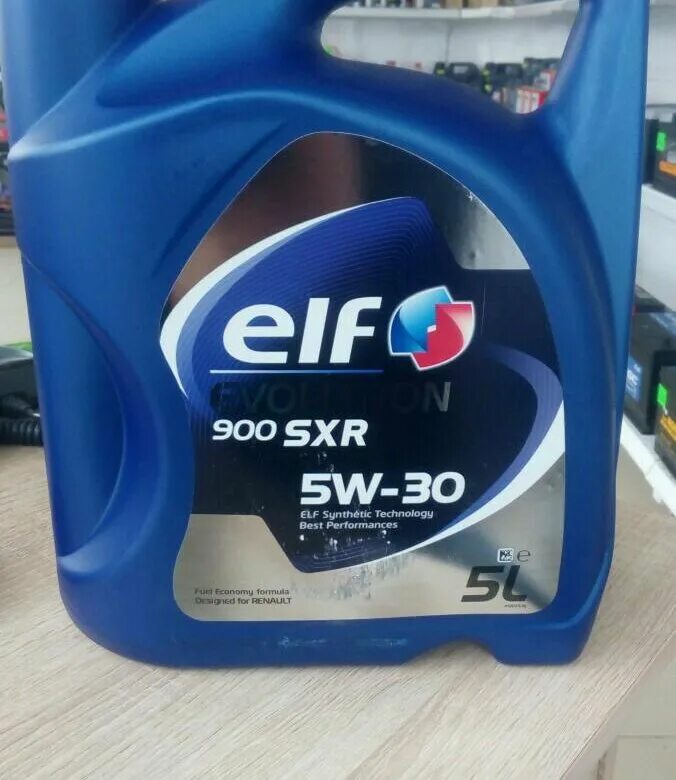 elf
EVOLUTION
900 SXR
5W-30
ELF Synthetic Technology
Best Performances
e
5L
Fuel Economy formula
Designed for RENAULT